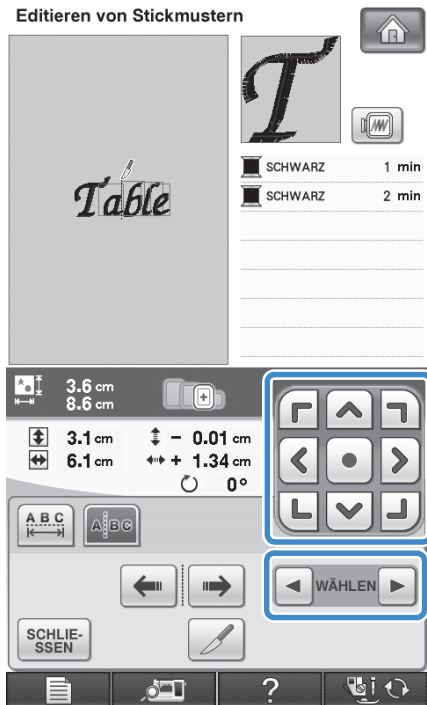 Editieren von Stickmustern
Table
T
SCHWARZ 1 min
SCHWARZ 2 min
3.6 cm
8.6 cm
3.1 cm - 0.01 cm
6.1 cm + 1.34 cm
0°
ABC
A BC
WÄHLEN
SCHLIE-
SSEN
?
i